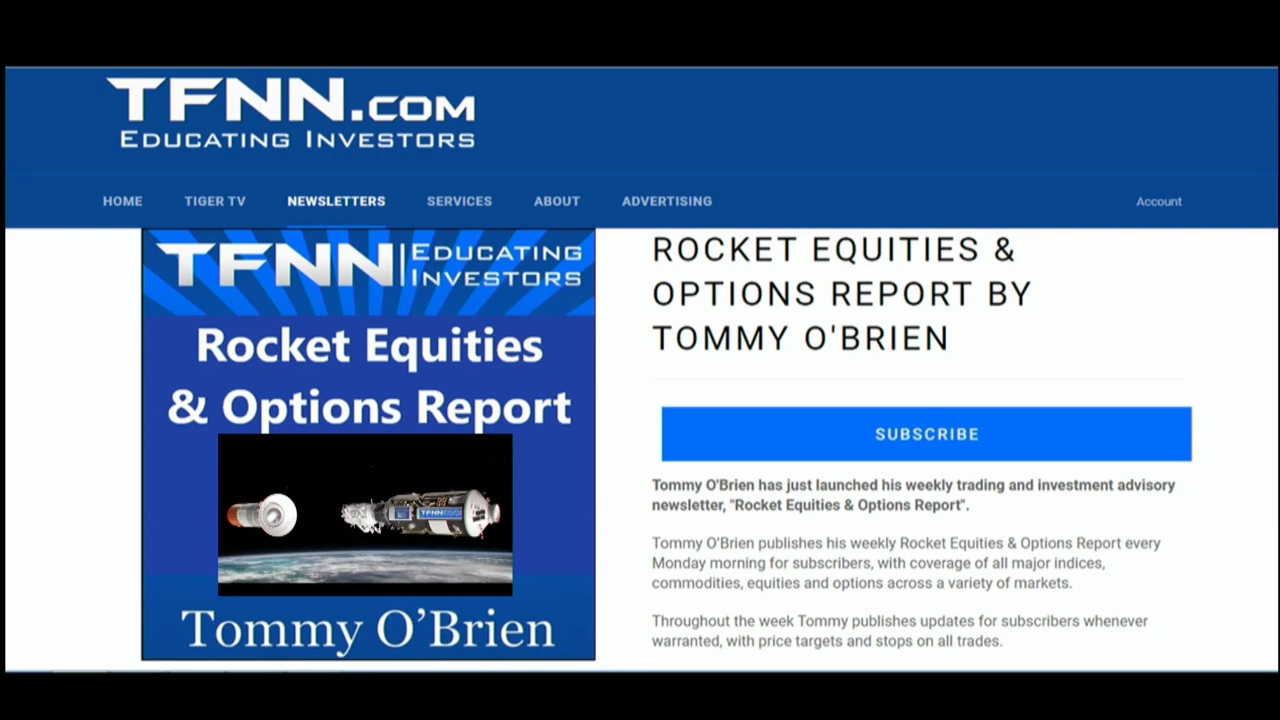 TFNN.COM
EDUCATING INVESTORS
HOME TIGER TV NEWSLETTERS SERVICES ABOUT ADVERTISING Account
TFNN | EDUCATING
INVESTORS
Rocket Equities
& Options Report
TFNN
Tommy O’Brien
ROCKET EQUITIES &
OPTIONS REPORT BY
TOMMY O'BRIEN
SUBSCRIBE
Tommy O'Brien has just launched his weekly trading and investment advisory
newsletter, "Rocket Equities & Options Report".
Tommy O'Brien publishes his weekly Rocket Equities & Options Report every
Monday morning for subscribers, with coverage of all major indices,
commodities, equities and options across a variety of markets.
Throughout the week Tommy publishes updates for subscribers whenever
warranted, with price targets and stops on all trades.